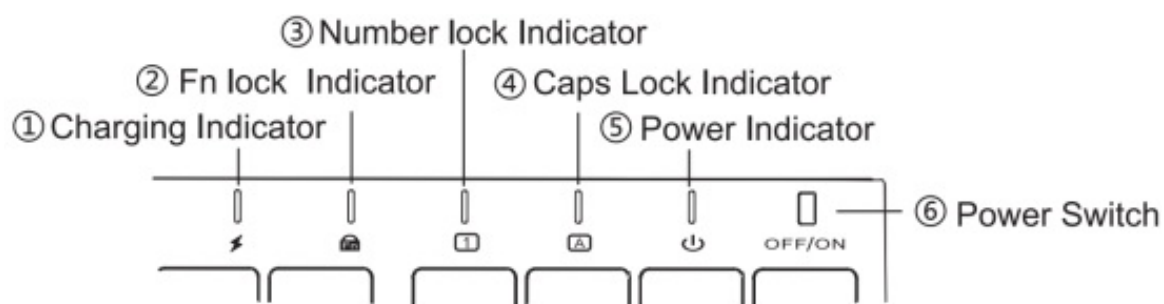 ③ Number lock Indicator
② Fn lock Indicator
④ Caps Lock Indicator
① Charging Indicator
⑤ Power Indicator
⑥ Power Switch
1
A
OFF/ON